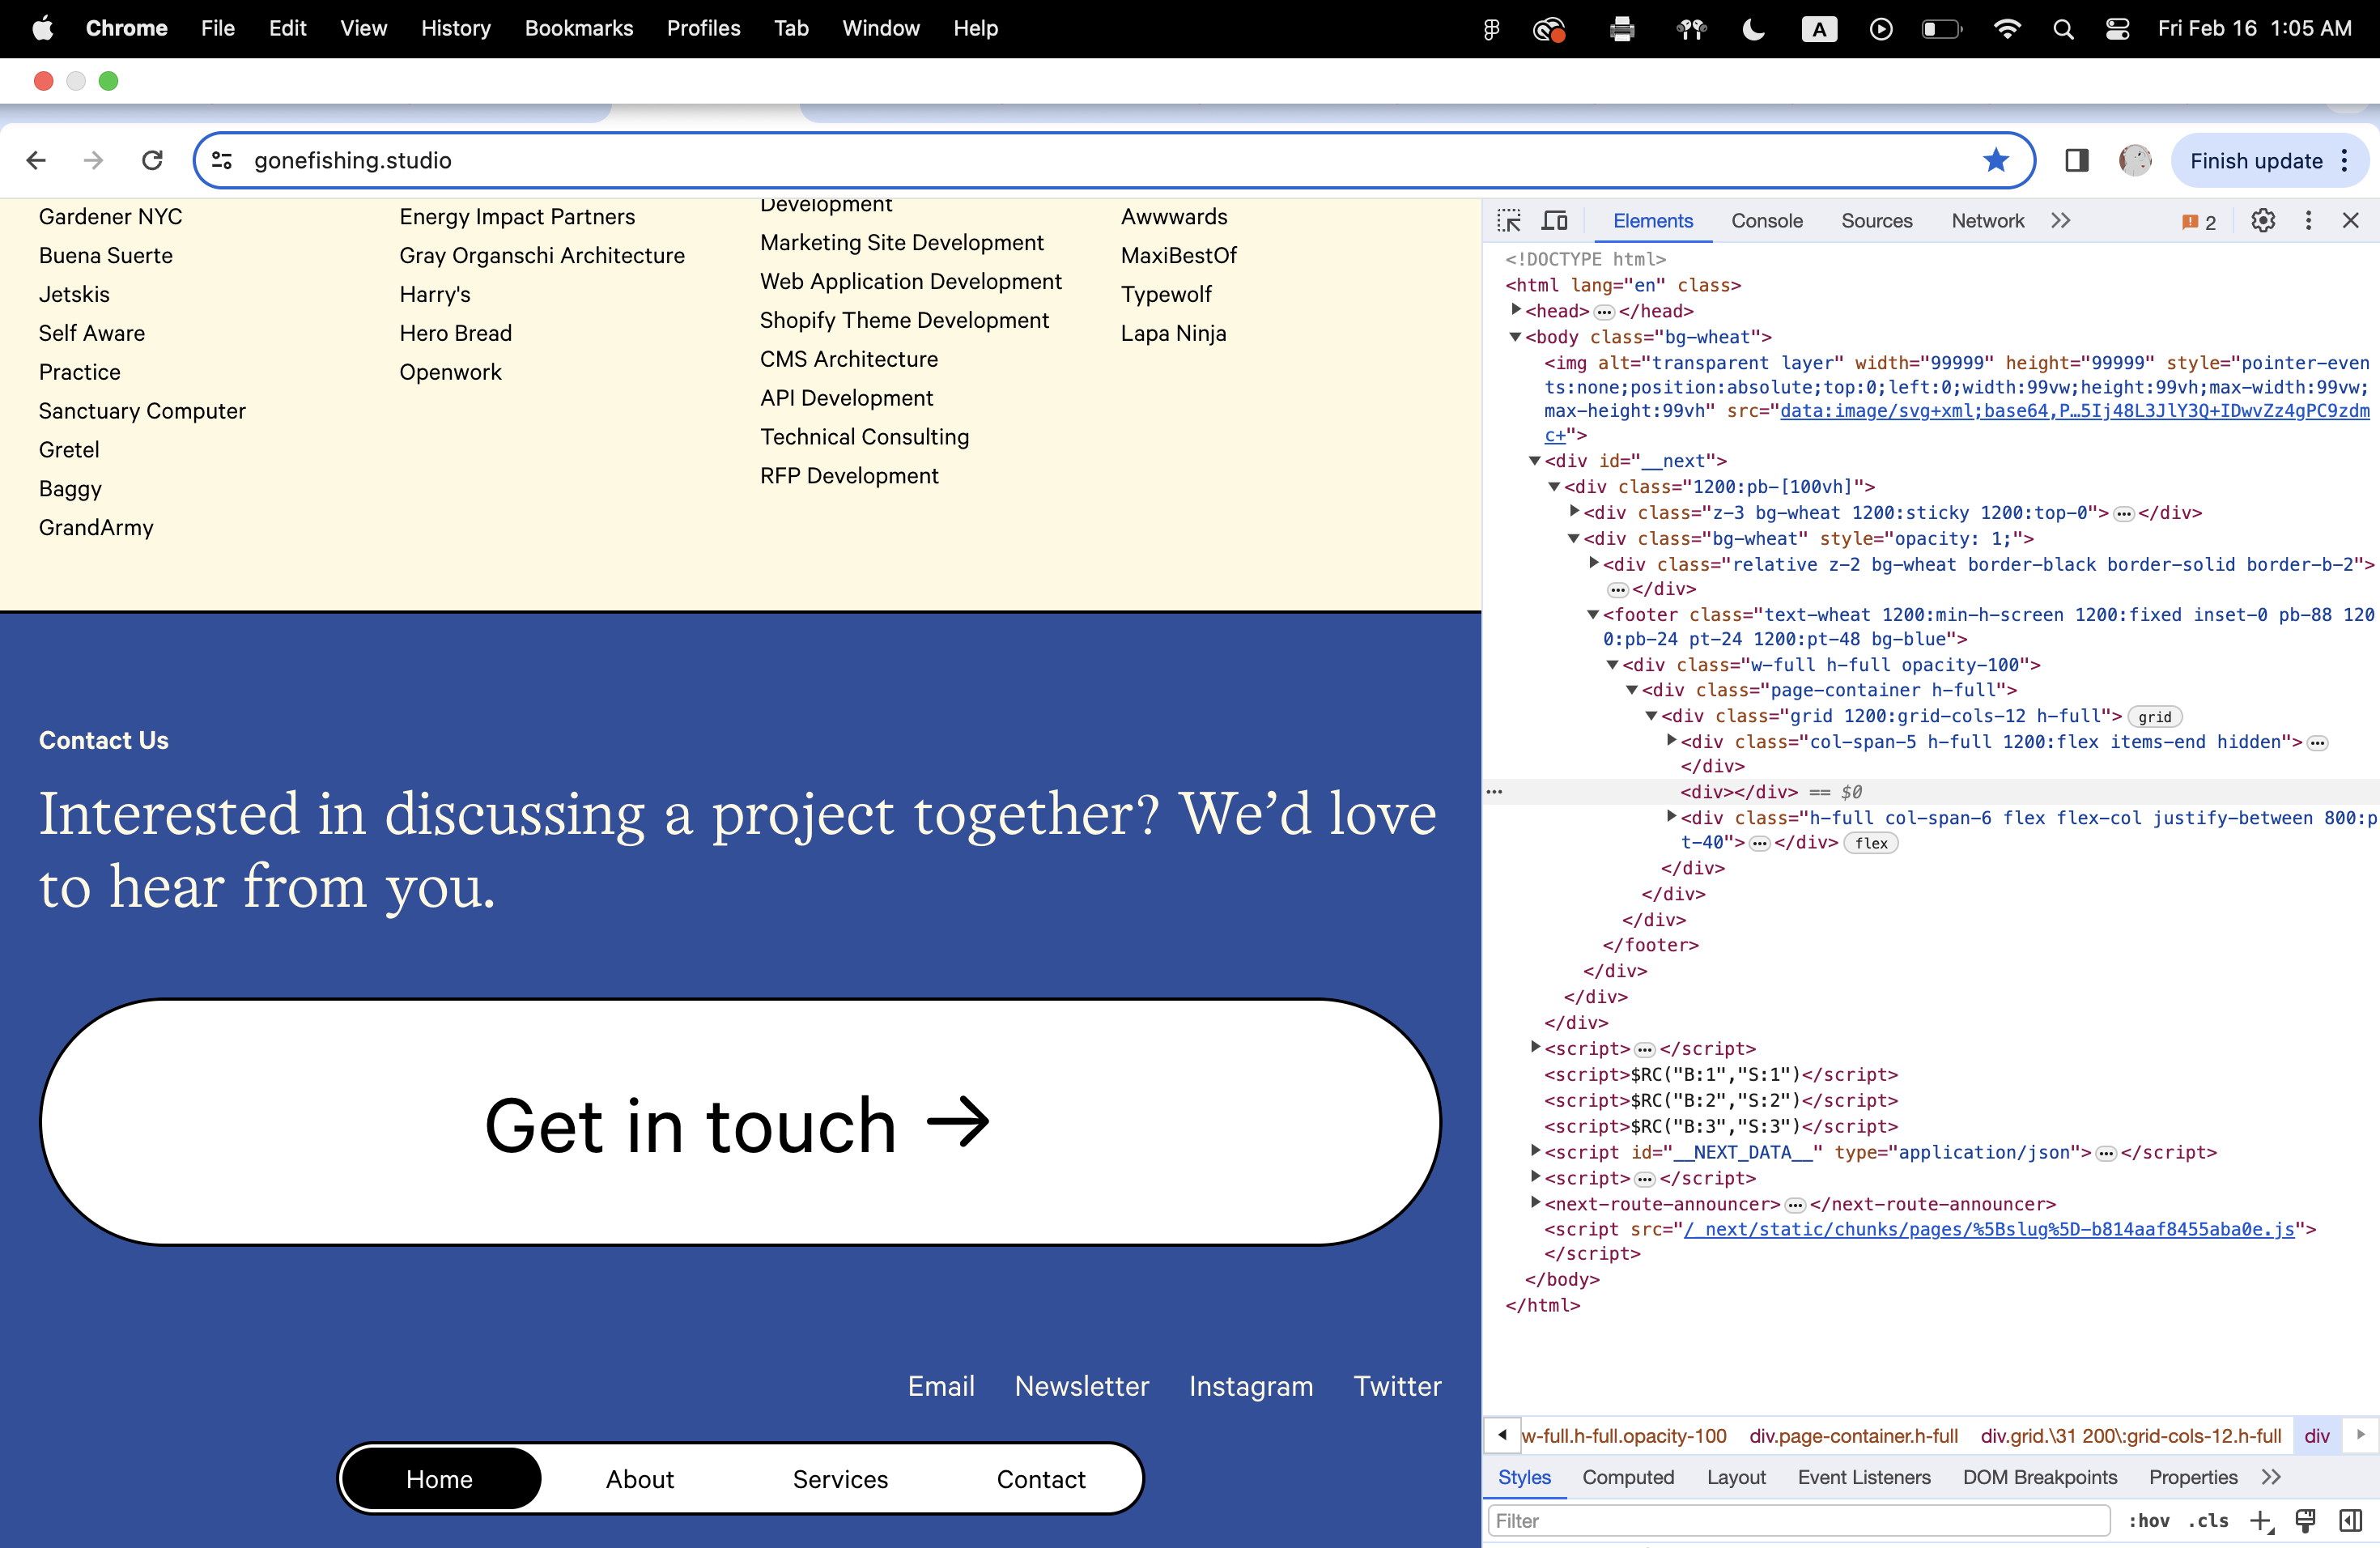 Chrome File Edit View History Bookmarks Profiles Tab Window Help A Fri Feb 16 1:05 AM
gonefishing.studio Finish update
Gardener NYC
Buena Suerte
Jetskis
Self Aware
Practice
Sanctuary Computer
Gretel
Baggy
GrandArmy
Energy Impact Partners
Gray Organschi Architecture
Harry's
Hero Bread
Openwork
Development
Marketing Site Development
Web Application Development
Shopify Theme Development
CMS Architecture
API Development
Technical Consulting
RFP Development
Awwwards
MaxiBestOf
Typewolf
Lapa Ninja
Contact Us
Interested in discussing a project together? We’d love
to hear from you.
Get in touch →
Email Newsletter Instagram Twitter
Home About Services Contact
Elements Console Sources Network 2
<!DOCTYPE html>
<html lang="en" class>
<head>…</head>
<body class="bg-wheat">
<img alt="transparent layer" width="99999" height="99999" style="pointer-even
ts:none;position:absolute;top:0;left:0;width:99vw;height:99vh;max-width:99vw;
max-height:99vh" src="data:image/svg+xml;base64,P…5Ij48L3JlY3Q+IDwvZz4gPC9zdm
c+">
<div id="__next">
<div class="1200:pb-[100vh]">
<div class="z-3 bg-wheat 1200:sticky 1200:top-0">…</div>
<div class="bg-wheat" style="opacity: 1;">
<div class="relative z-2 bg-wheat border-black border-solid border-b-2">
…</div>
<footer class="text-wheat 1200:min-h-screen 1200:fixed inset-0 pb-88 120
0:pb-24 pt-24 1200:pt-48 bg-blue">
<div class="w-full h-full opacity-100">
<div class="page-container h-full">
<div class="grid 1200:grid-cols-12 h-full"> grid
<div class="col-span-5 h-full 1200:flex items-end hidden">…
</div>
… <div></div> == $0
<div class="h-full col-span-6 flex flex-col justify-between 800:p
t-40">…</div> flex
</div>
</div>
</div>
</footer>
</div>
</div>
</div>
<script>…</script>
<script>$RC("B:1","S:1")</script>
<script>$RC("B:2","S:2")</script>
<script>$RC("B:3","S:3")</script>
<script id="__NEXT_DATA__" type="application/json">…</script>
<script>…</script>
<next-route-announcer>…</next-route-announcer>
<script src="/_next/static/chunks/pages/%5Bslug%5D-b814aaf8455aba0e.js">
</script>
</body>
</html>
w-full.h-full.opacity-100 div.page-container.h-full div.grid.\31 200\:grid-cols-12.h-full div
Styles Computed Layout Event Listeners DOM Breakpoints Properties
Filter :hov .cls